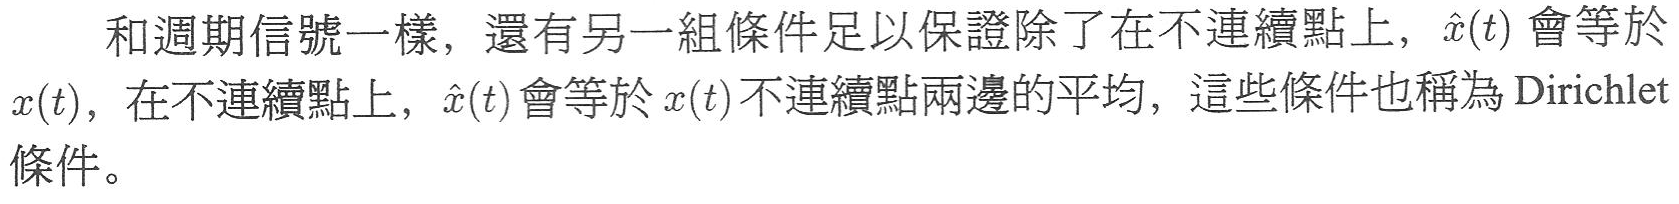 和週期信號一樣，還有另一組條件足以保證除了在不連續點上，x̂(t) 會等於
x(t)，在不連續點上，x̂(t) 會等於 x(t) 不連續點兩邊的平均，這些條件也稱為 Dirichlet
條件。